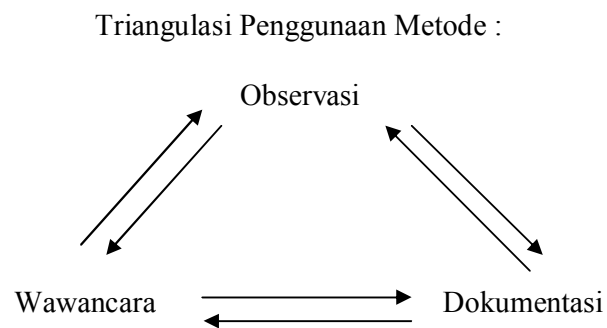 Triangulasi Penggunaan Metode :
Observasi
Wawancara Dokumentasi